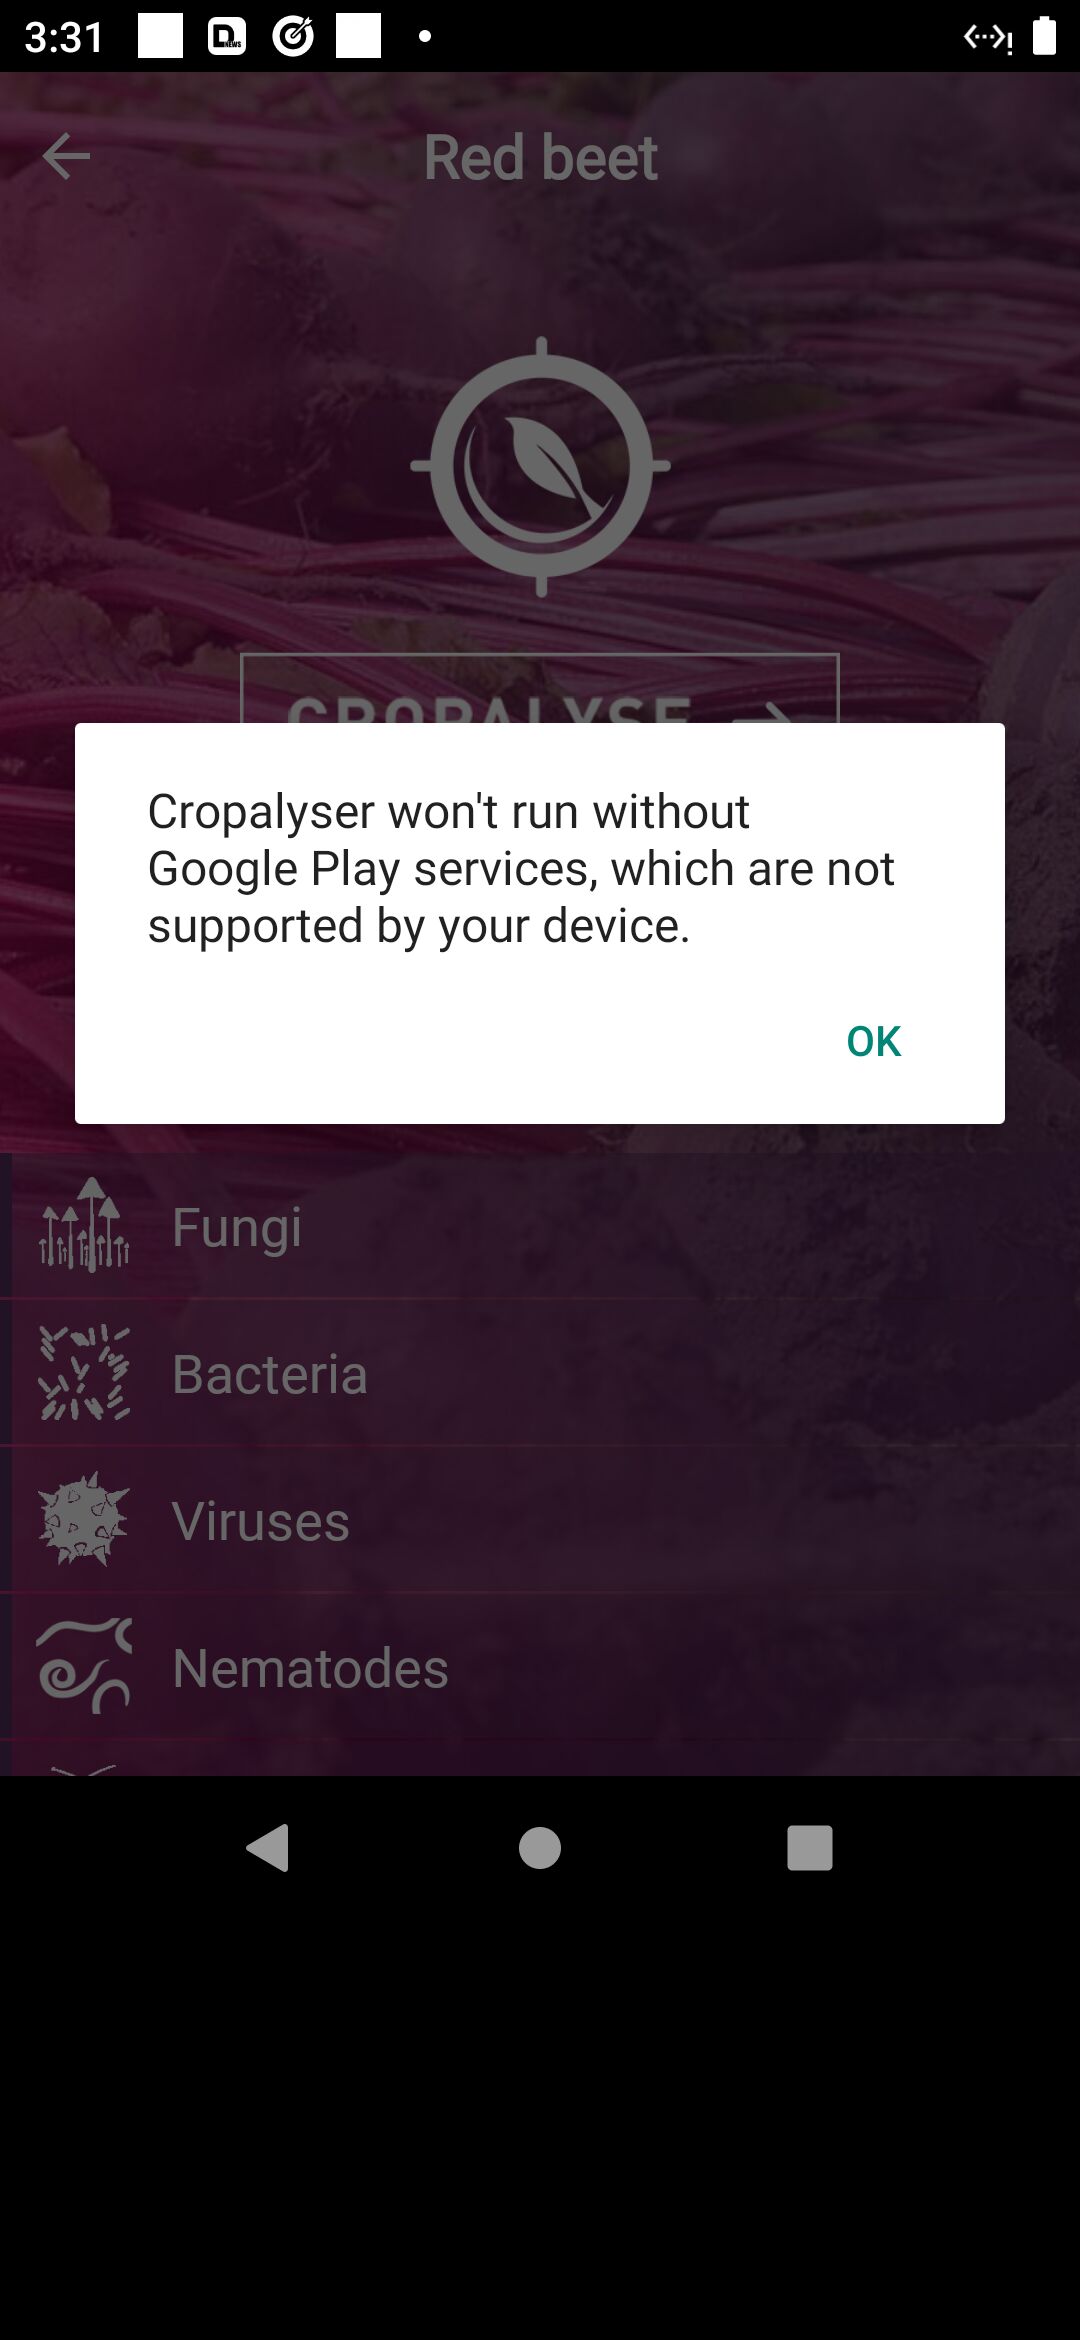 3:31
D NEWS
Red beet
CROPALYSE
Cropalyser won't run without
Google Play services, which are not
supported by your device.
OK
Fungi
Bacteria
Viruses
Nematodes